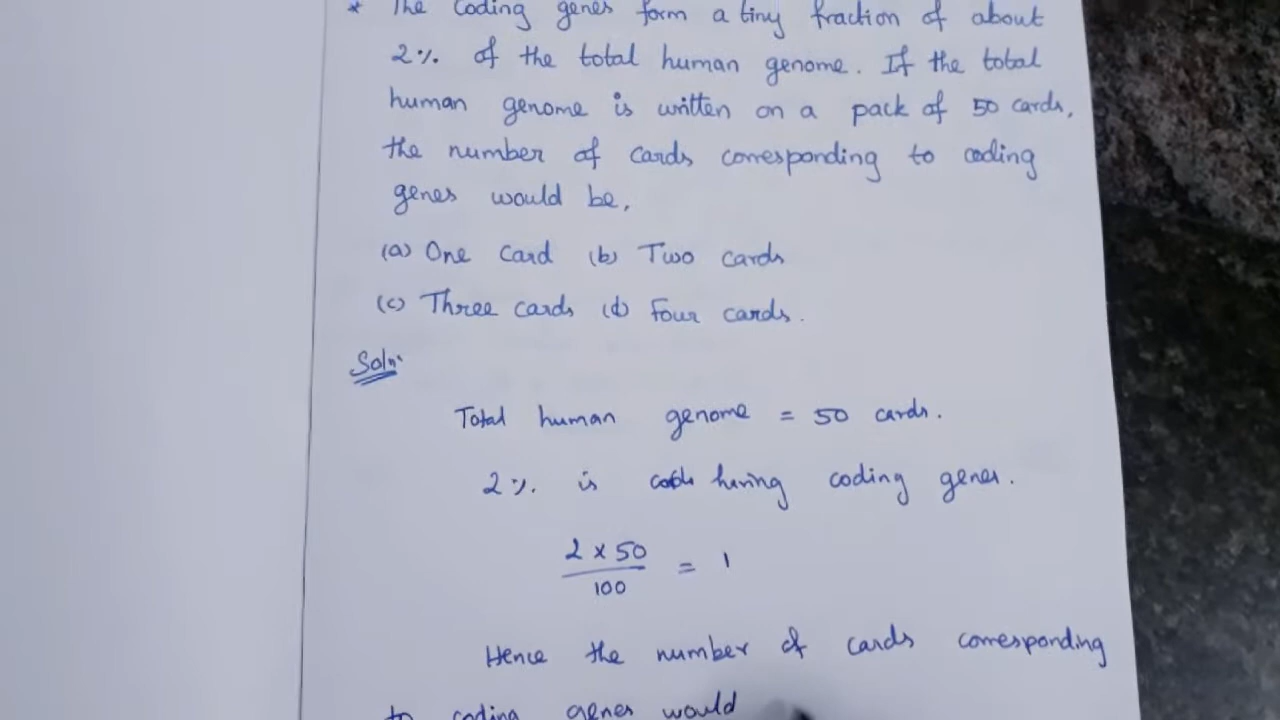 * The coding genes form a tiny fraction of about
2% of the total human genome. If the total
human genome is written on a pack of 50 cards,
the number of cards corresponding to coding
genes would be,
(a) One card (b) Two cards
(c) Three cards (d) Four cards.
Soln:
Total human genome = 50 cards.
2% is having coding genes.
2 x 50
= 1
100
Hence the number of cards corresponding
to coding genes would